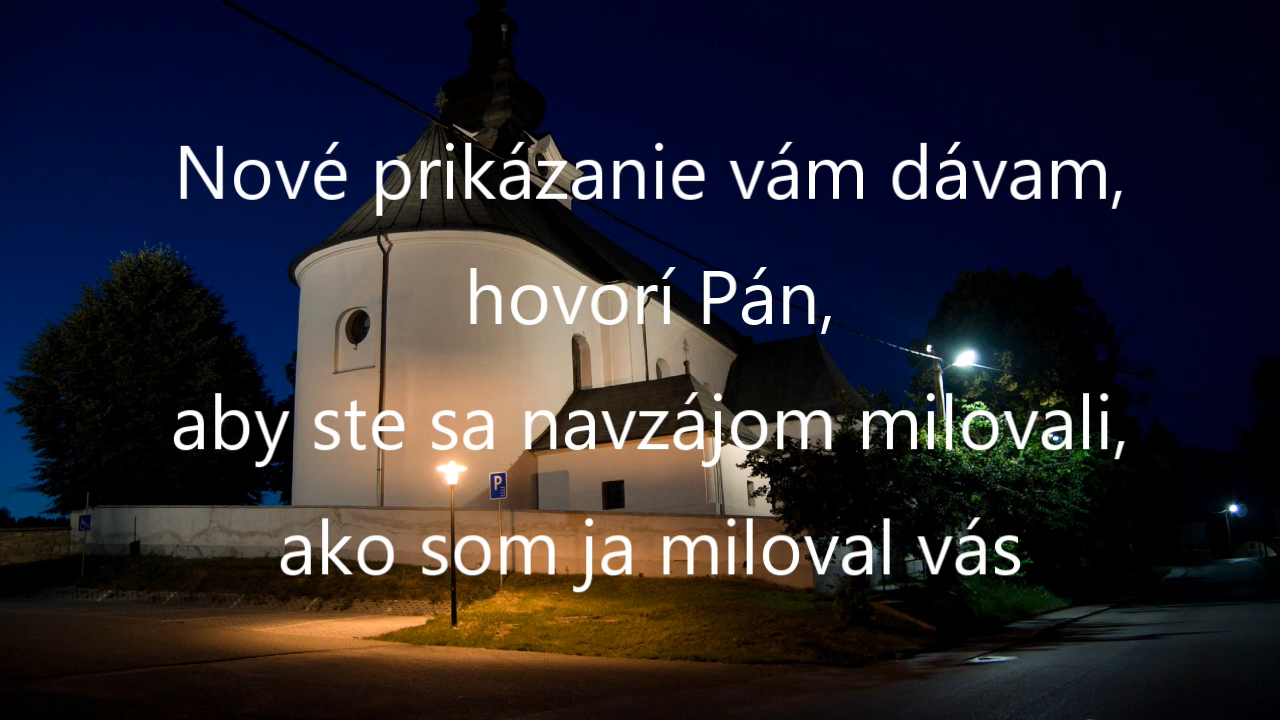 Nové prikázanie vám dávam,
hovorí Pán,
aby ste sa navzájom milovali,
ako som ja miloval vás
P